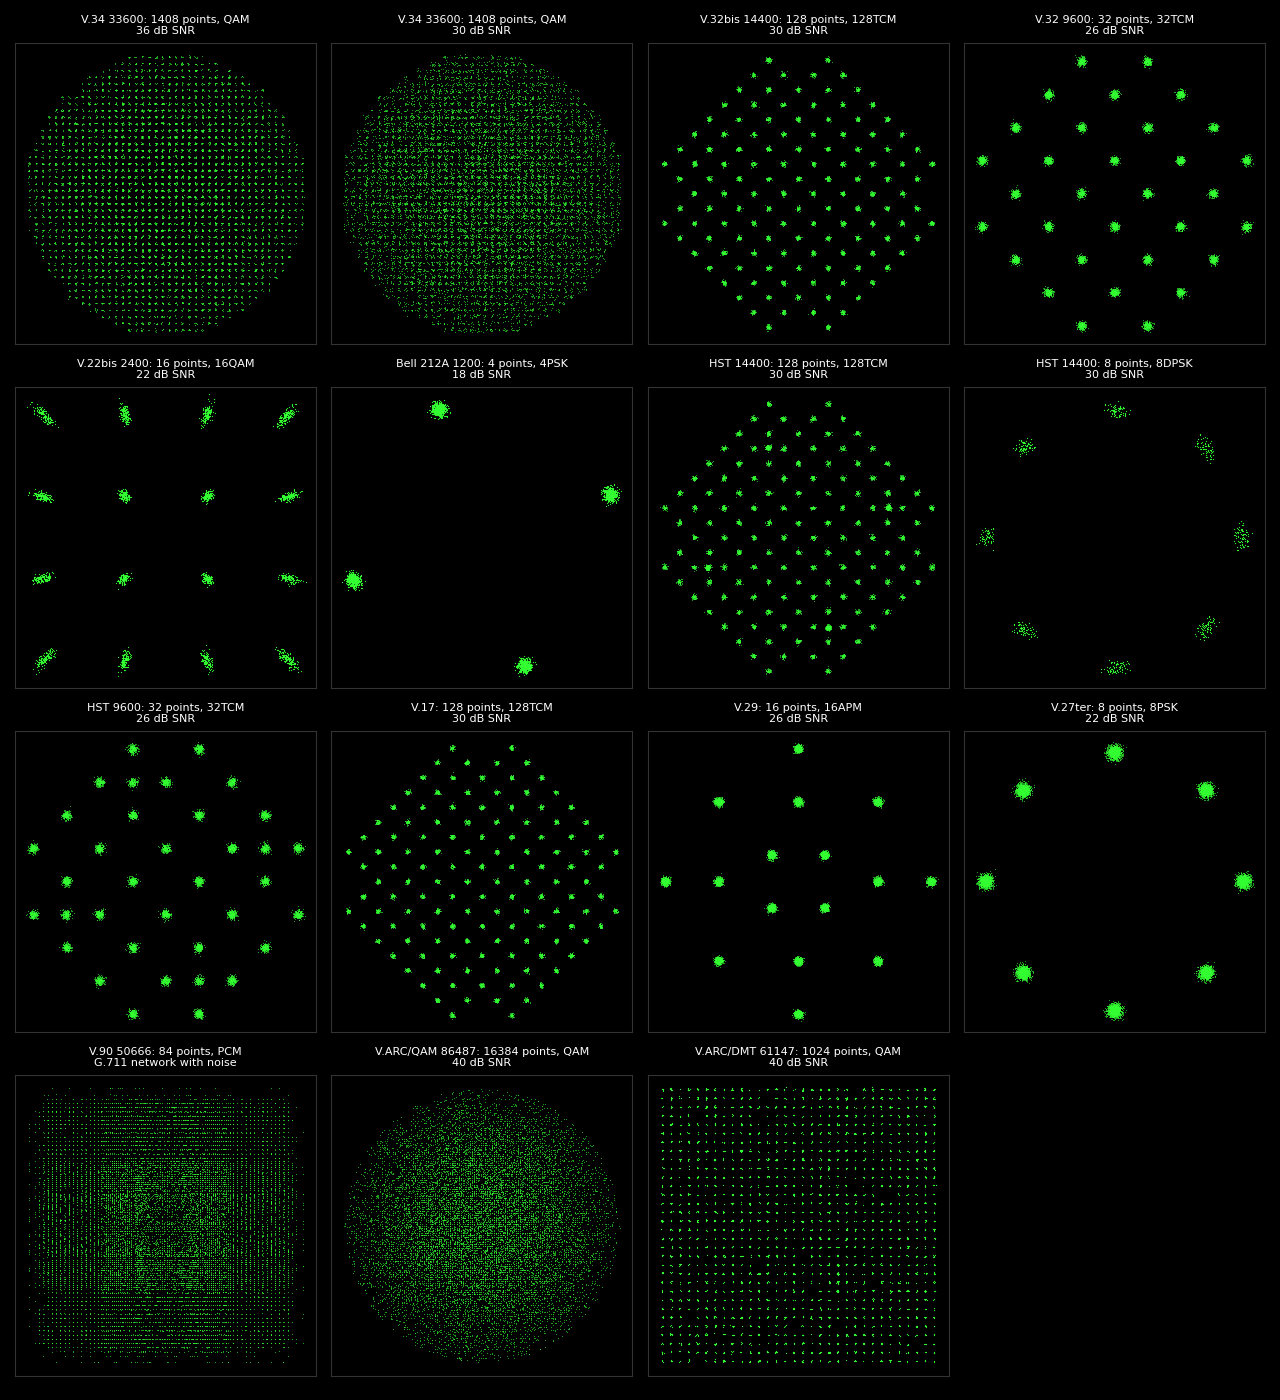 V.34 33600: 1408 points, QAM
36 dB SNR
V.34 33600: 1408 points, QAM
30 dB SNR
V.32bis 14400: 128 points, 128TCM
30 dB SNR
V.32 9600: 32 points, 32TCM
26 dB SNR
V.22bis 2400: 16 points, 16QAM
22 dB SNR
Bell 212A 1200: 4 points, 4PSK
18 dB SNR
HST 14400: 128 points, 128TCM
30 dB SNR
HST 14400: 8 points, 8DPSK
30 dB SNR
HST 9600: 32 points, 32TCM
26 dB SNR
V.17: 128 points, 128TCM
30 dB SNR
V.29: 16 points, 16APM
26 dB SNR
V.27ter: 8 points, 8PSK
22 dB SNR
V.90 50666: 84 points, PCM
G.711 network with noise
V.ARC/QAM 86487: 16384 points, QAM
40 dB SNR
V.ARC/DMT 61147: 1024 points, QAM
40 dB SNR